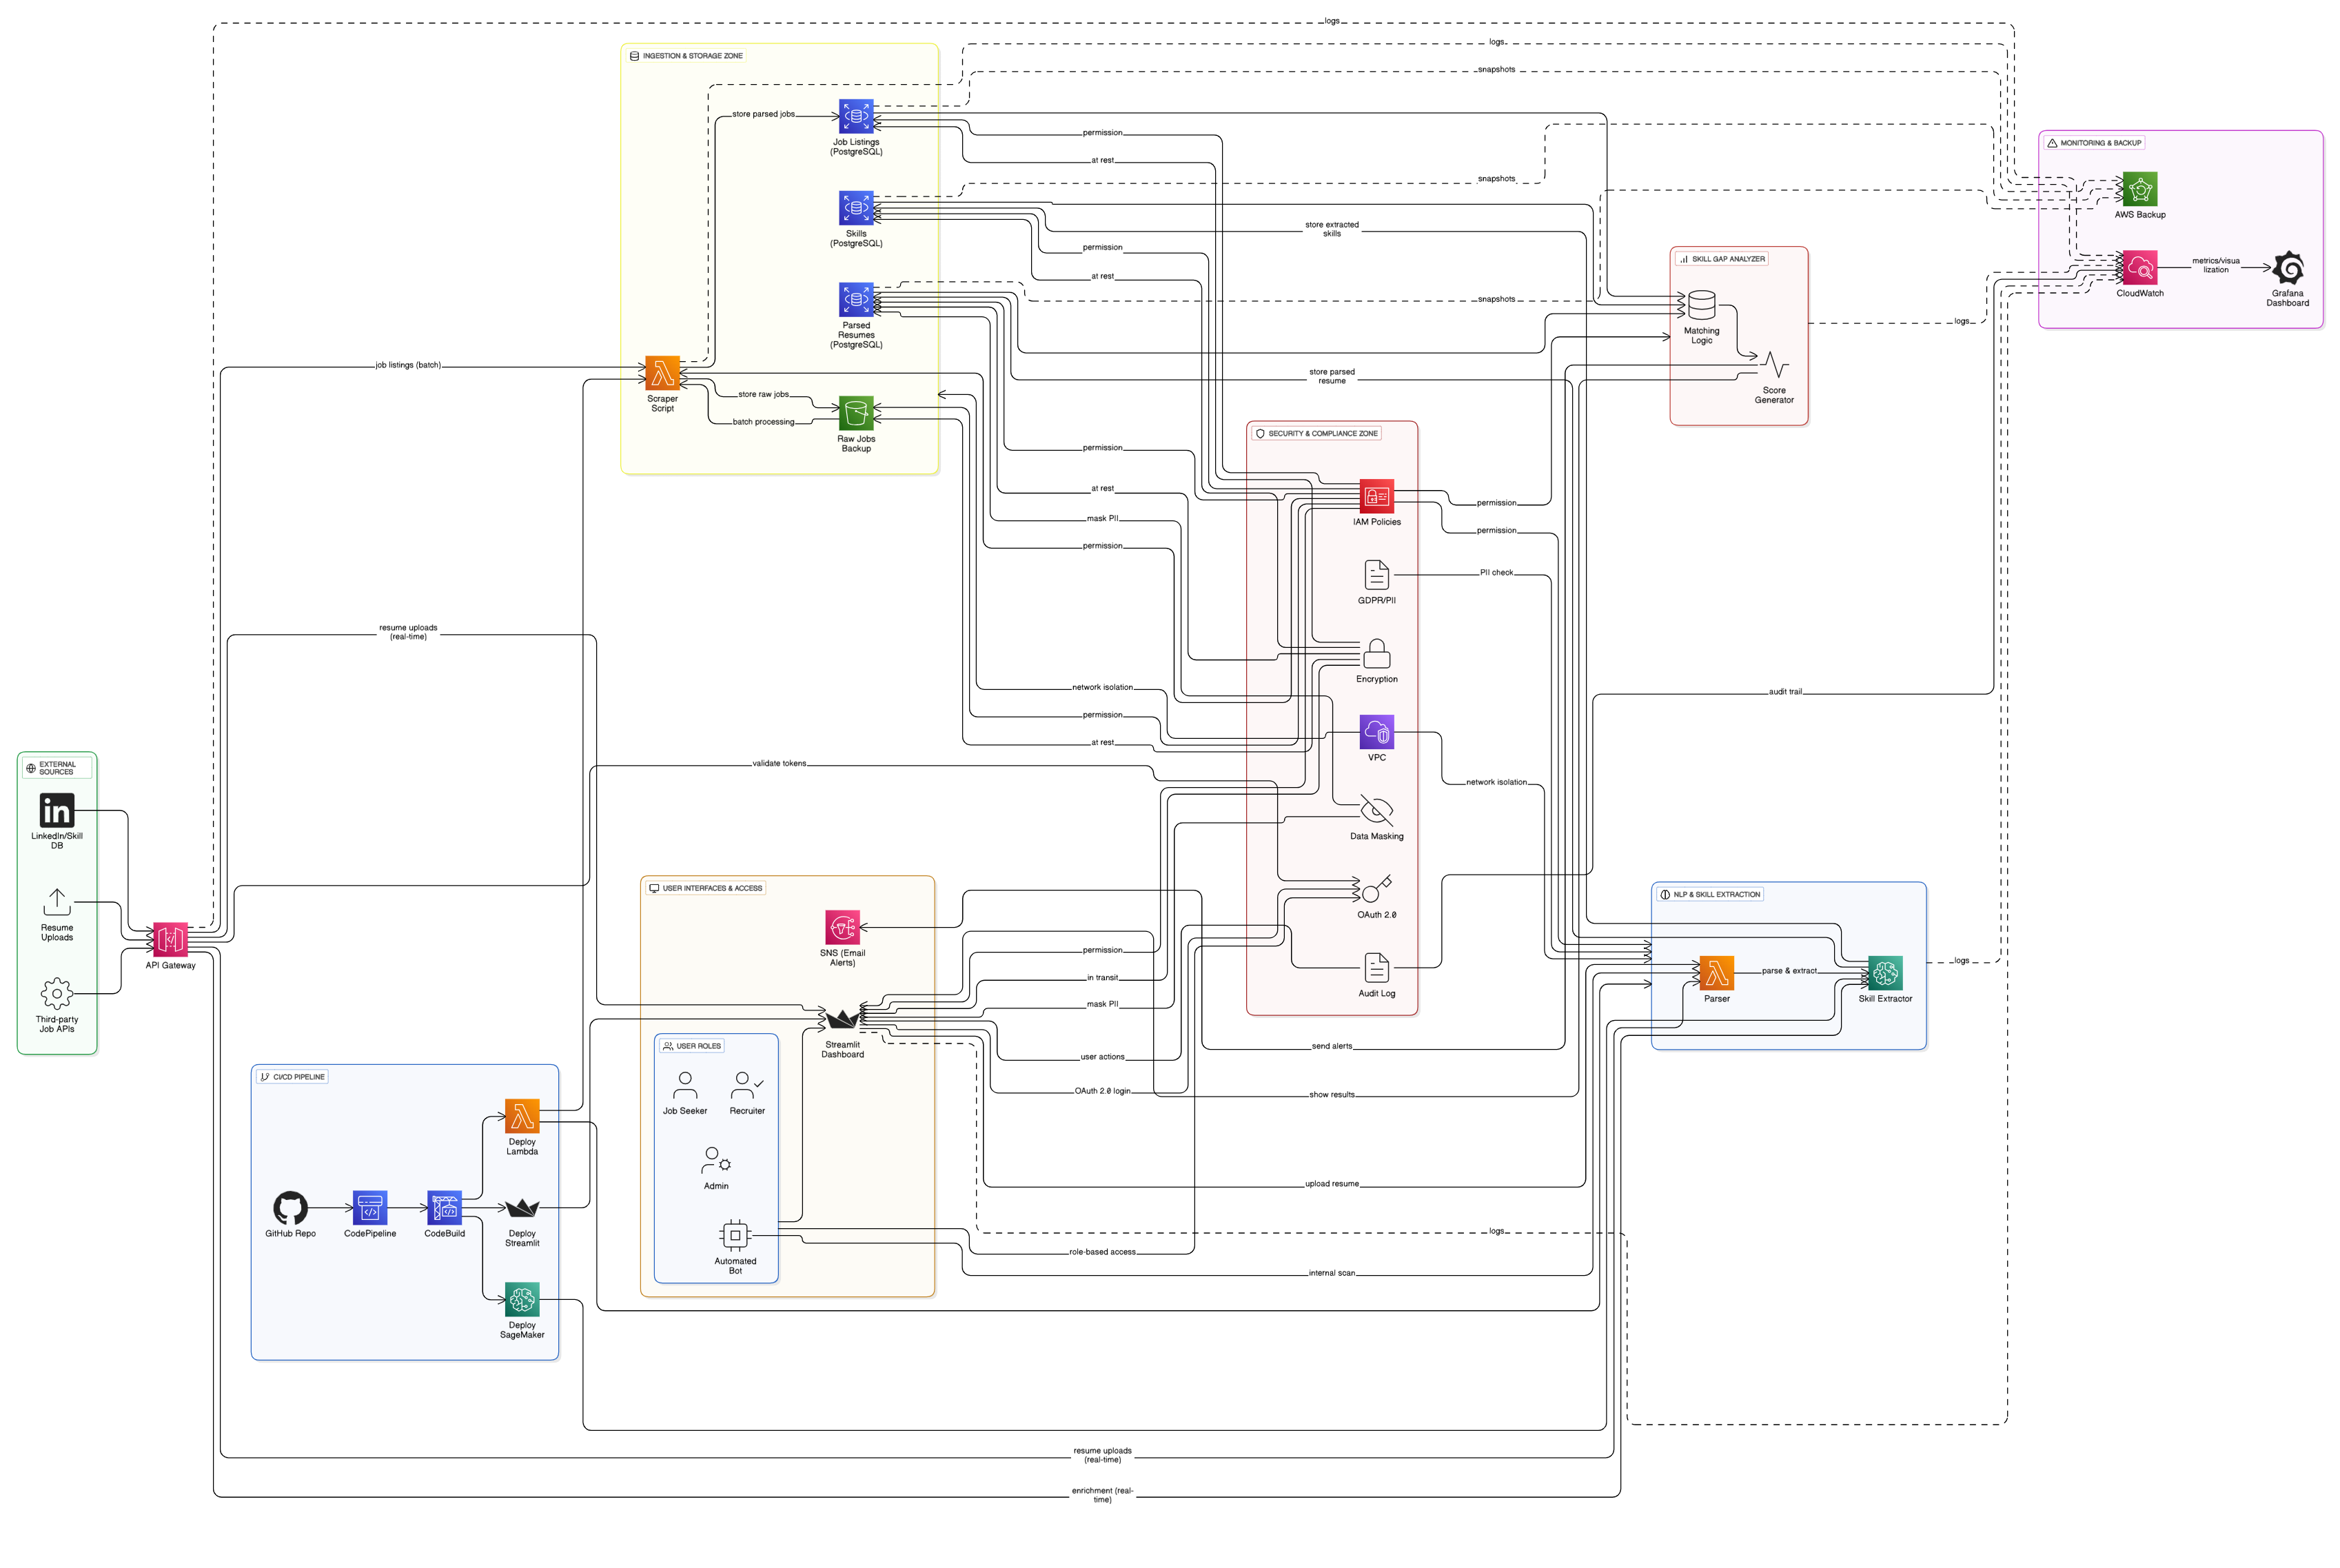 logs
logs
snapshots
INGESTION & STORAGE ZONE
store parsed jobs
Job Listings
(PostgreSQL)
permission
at rest
snapshots
Skills
(PostgreSQL)
store extracted
skills
permission
at rest
snapshots
Parsed
Resumes
(PostgreSQL)
MONITORING & BACKUP
AWS Backup
CloudWatch
metrics/visua
lization
Grafana
Dashboard
SKILL GAP ANALYZER
Matching
Logic
Score
Generator
logs
job listings (batch)
Scraper
Script
store raw jobs
batch processing
Raw Jobs
Backup
store parsed
resume
permission
at rest
mask PII
permission
SECURITY & COMPLIANCE ZONE
IAM Policies
permission
permission
GDPR/PII
PII check
Encryption
resume uploads
(real-time)
network isolation
permission
at rest
audit trail
VPC
network isolation
validate tokens
Data Masking
OAuth 2.0
Audit Log
EXTERNAL
SOURCES
LinkedIn/Skill
DB
Resume
Uploads
Third-party
Job APIs
API Gateway
USER INTERFACES & ACCESS
SNS (Email
Alerts)
Streamlit
Dashboard
permission
in transit
mask PII
user actions
OAuth 2.0 login
send alerts
show results
NLP & SKILL EXTRACTION
Parser
parse & extract
Skill Extractor
logs
USER ROLES
Job Seeker
Recruiter
Admin
Automated
Bot
upload resume
logs
role-based access
internal scan
CI/CD PIPELINE
GitHub Repo
CodePipeline
CodeBuild
Deploy
Lambda
Deploy
Streamlit
Deploy
SageMaker
resume uploads
(real-time)
enrichment (real-
time)